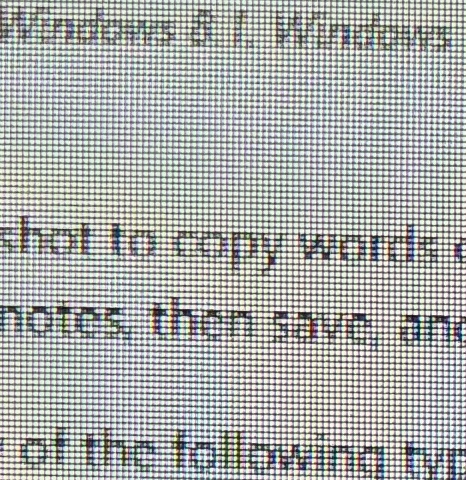 Windows 8.1, Windows
shot to copy words
notes, then save, and
of the following typ